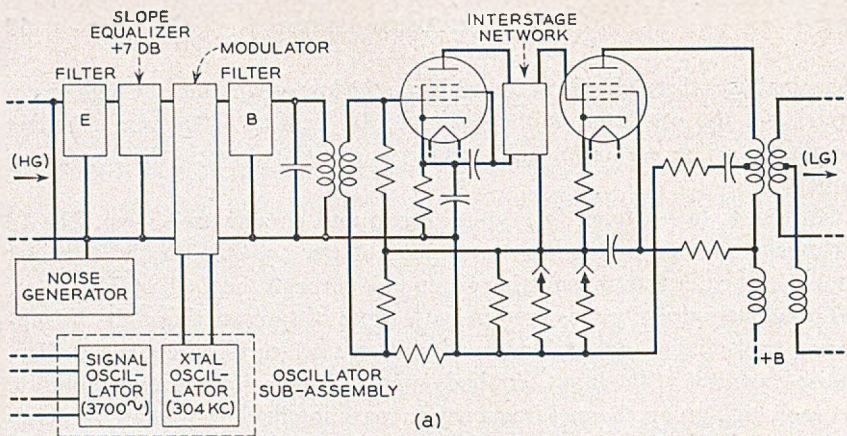 SLOPE
EQUALIZER
+7 DB
MODULATOR
INTERSTAGE
NETWORK
FILTER
FILTER
E
B
(HG)
(LG)
NOISE
GENERATOR
SIGNAL
OSCIL-
LATOR
(3700~)
XTAL
OSCIL-
LATOR
(304 KC)
OSCILLATOR
SUB-ASSEMBLY
+B
(a)